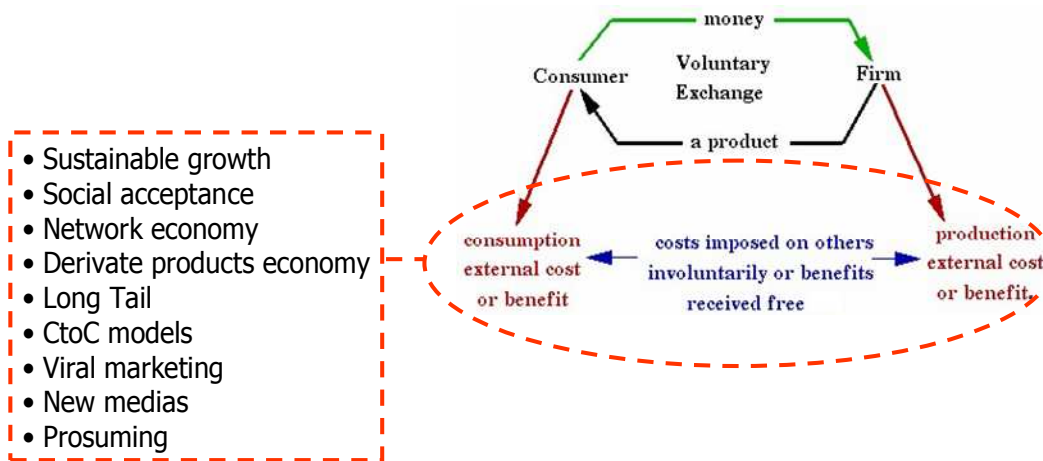 money
Consumer
Voluntary
Exchange
Firm
a product
• Sustainable growth
• Social acceptance
• Network economy
• Derivate products economy
• Long Tail
• CtoC models
• Viral marketing
• New medias
• Prosuming
consumption
external cost
or benefit
costs imposed on others
involuntarily or benefits
received free
production
external cost
or benefit.